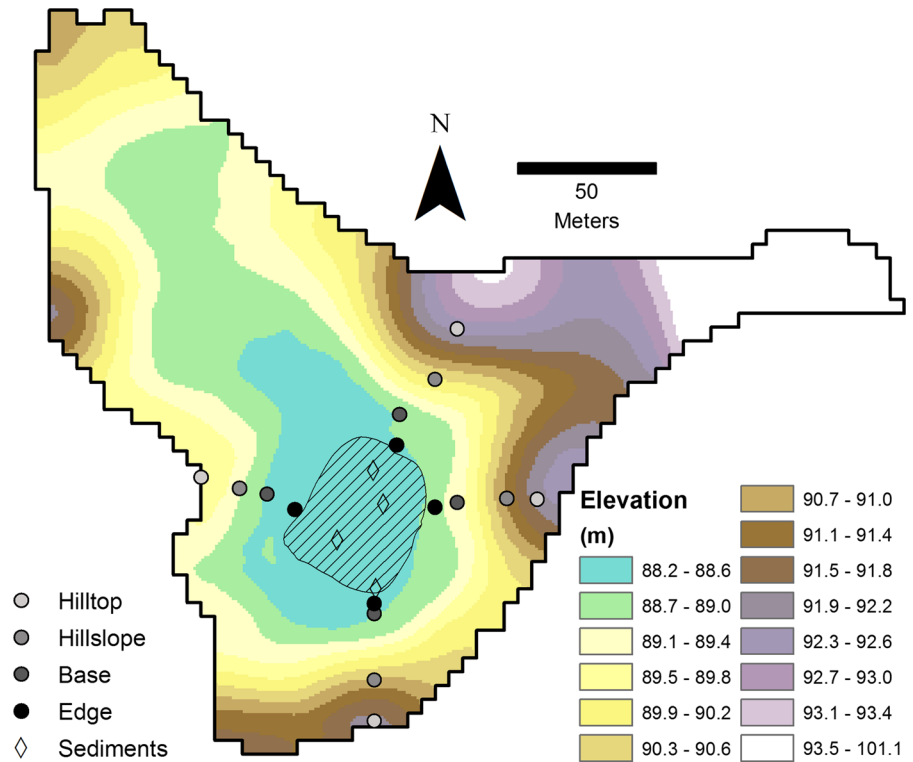 N
50
Meters
Elevation
(m)
88.2 - 88.6
88.7 - 89.0
89.1 - 89.4
89.5 - 89.8
89.9 - 90.2
90.3 - 90.6
90.7 - 91.0
91.1 - 91.4
91.5 - 91.8
91.9 - 92.2
92.3 - 92.6
92.7 - 93.0
93.1 - 93.4
93.5 - 101.1
Hilltop
Hillslope
Base
Edge
Sediments